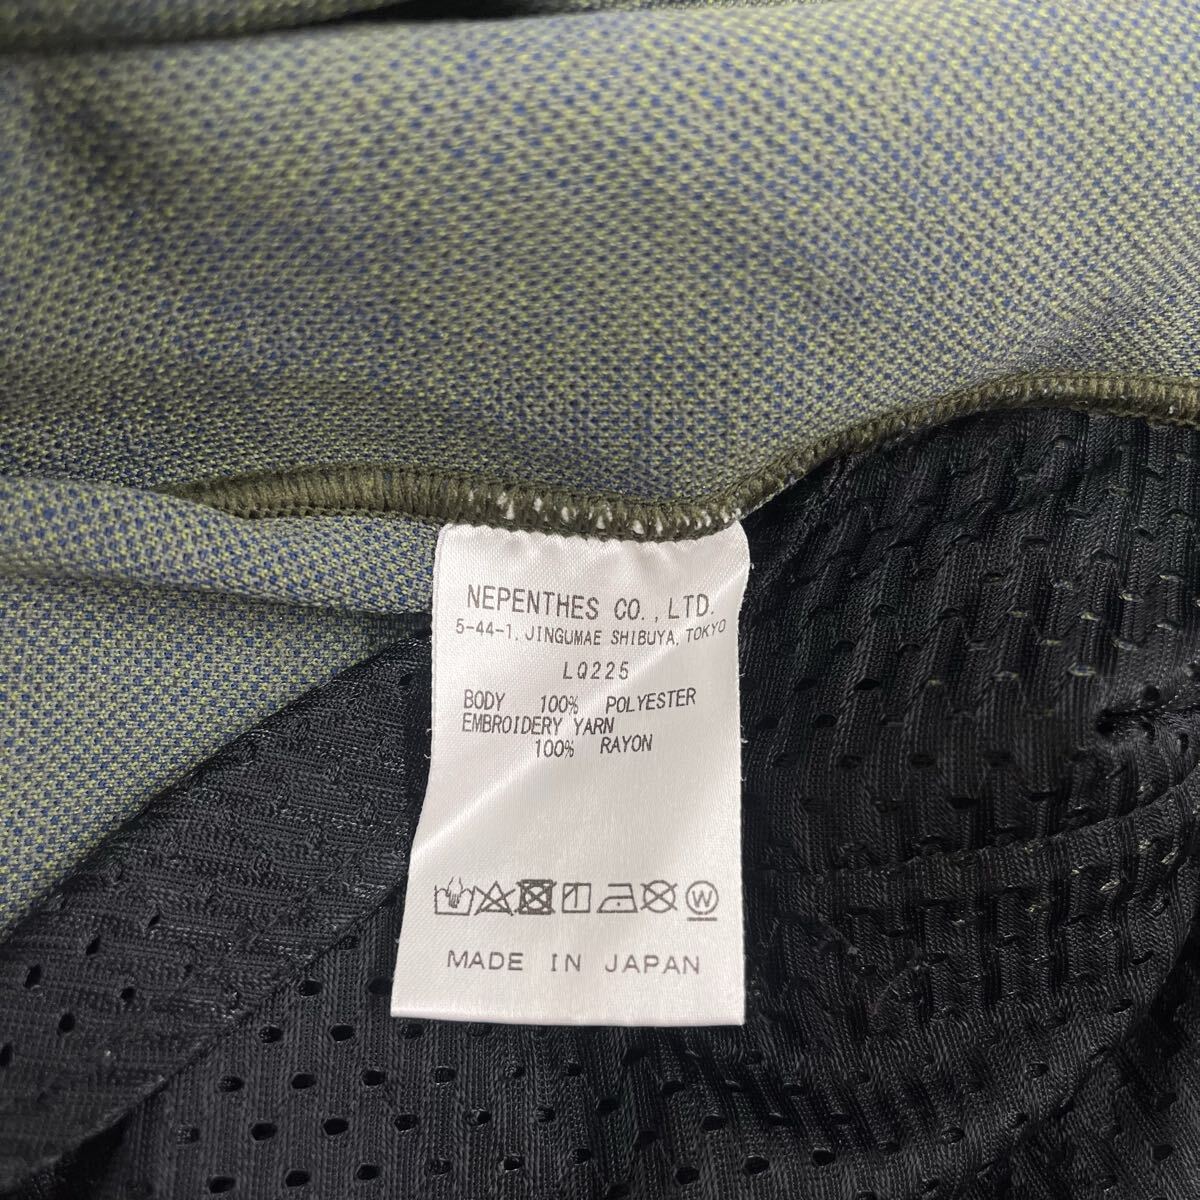 NEPENTHES CO.,LTD.
5-44-1, JINGUMAE SHIBUYA, TOKYO
LQ225
BODY 100% POLYESTER
EMBROIDERY YARN
100% RAYON
W
MADE IN JAPAN